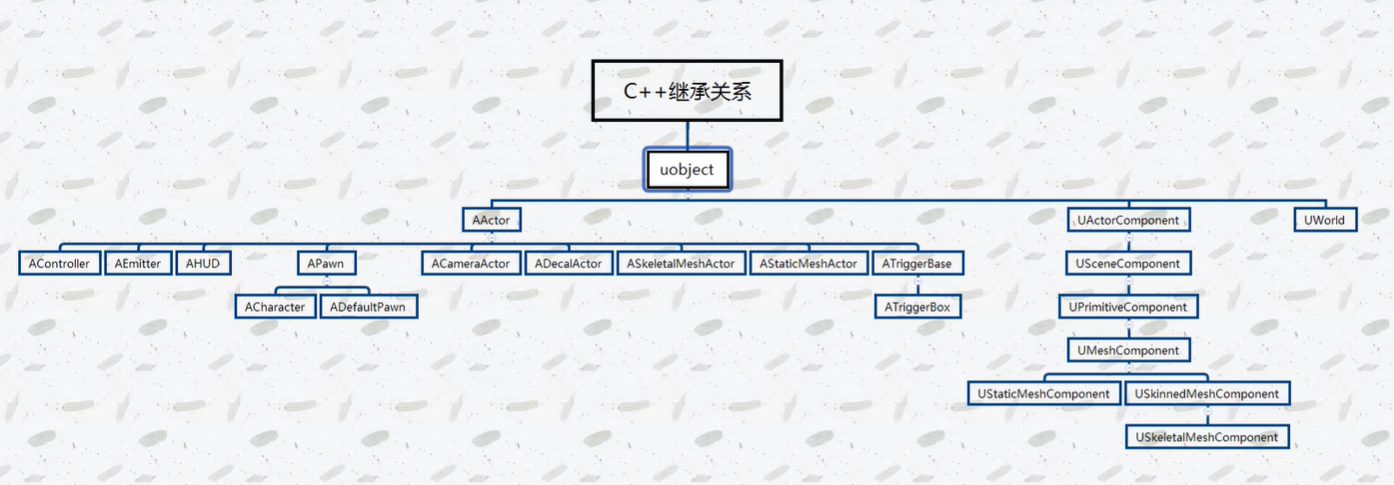 C++继承关系
uobject
AActor
UActorComponent
UWorld
AController
AEmitter
AHUD
APawn
ACameraActor
ADecalActor
ASkeletalMeshActor
AStaticMeshActor
ATriggerBase
USceneComponent
ACharacter
ADefaultPawn
ATriggerBox
UPrimitiveComponent
UMeshComponent
UStaticMeshComponent
USkinnedMeshComponent
USkeletalMeshComponent